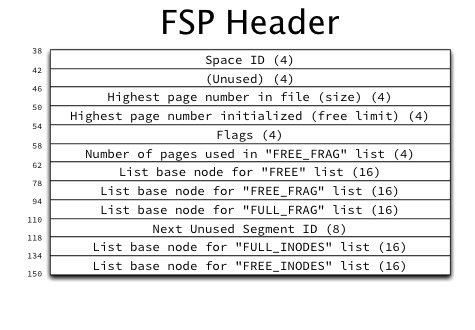 FSP Header
38
Space ID (4)
42
(Unused) (4)
46
Highest page number in file (size) (4)
50
Highest page number initialized (free limit) (4)
54
Flags (4)
58
Number of pages used in "FREE_FRAG" list (4)
62
List base node for "FREE" list (16)
78
List base node for "FREE_FRAG" list (16)
94
List base node for "FULL_FRAG" list (16)
110
Next Unused Segment ID (8)
118
List base node for "FULL_INODES" list (16)
134
List base node for "FREE_INODES" list (16)
150